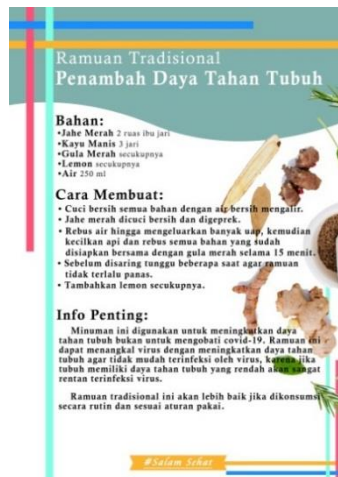 Ramuan Tradisional
Penambah Daya Tahan Tubuh
Bahan:
•Jahe Merah 2 ruas ibu jari
•Kayu Manis 3 jari
•Gula Merah secukupnya
•Lemon secukupnya
•Air 250 ml
Cara Membuat:
• Cuci bersih semua bahan dengan air bersih mengalir.
• Jahe merah dicuci bersih dan digeprek.
• Rebus air hingga mengeluarkan banyak uap, kemudian
kecilkan api dan rebus semua bahan yang sudah
disiapkan bersama dengan gula merah selama 15 menit.
• Sebelum disaring tunggu beberapa saat agar ramuan
tidak terlalu panas.
• Tambahkan lemon secukupnya.
Info Penting:
Minuman ini digunakan untuk meningkatkan daya
tahan tubuh bukan untuk mengobati covid-19. Ramuan ini
dapat menangkal virus dengan meningkatkan daya tahan
tubuh agar tidak mudah terinfeksi oleh virus, karena jika
tubuh memiliki daya tahan tubuh yang rendah akan sangat
rentan terinfeksi virus.
Ramuan tradisional ini akan lebih baik jika dikonsumsi
secara rutin dan sesuai aturan pakai.
#Salam Sehat